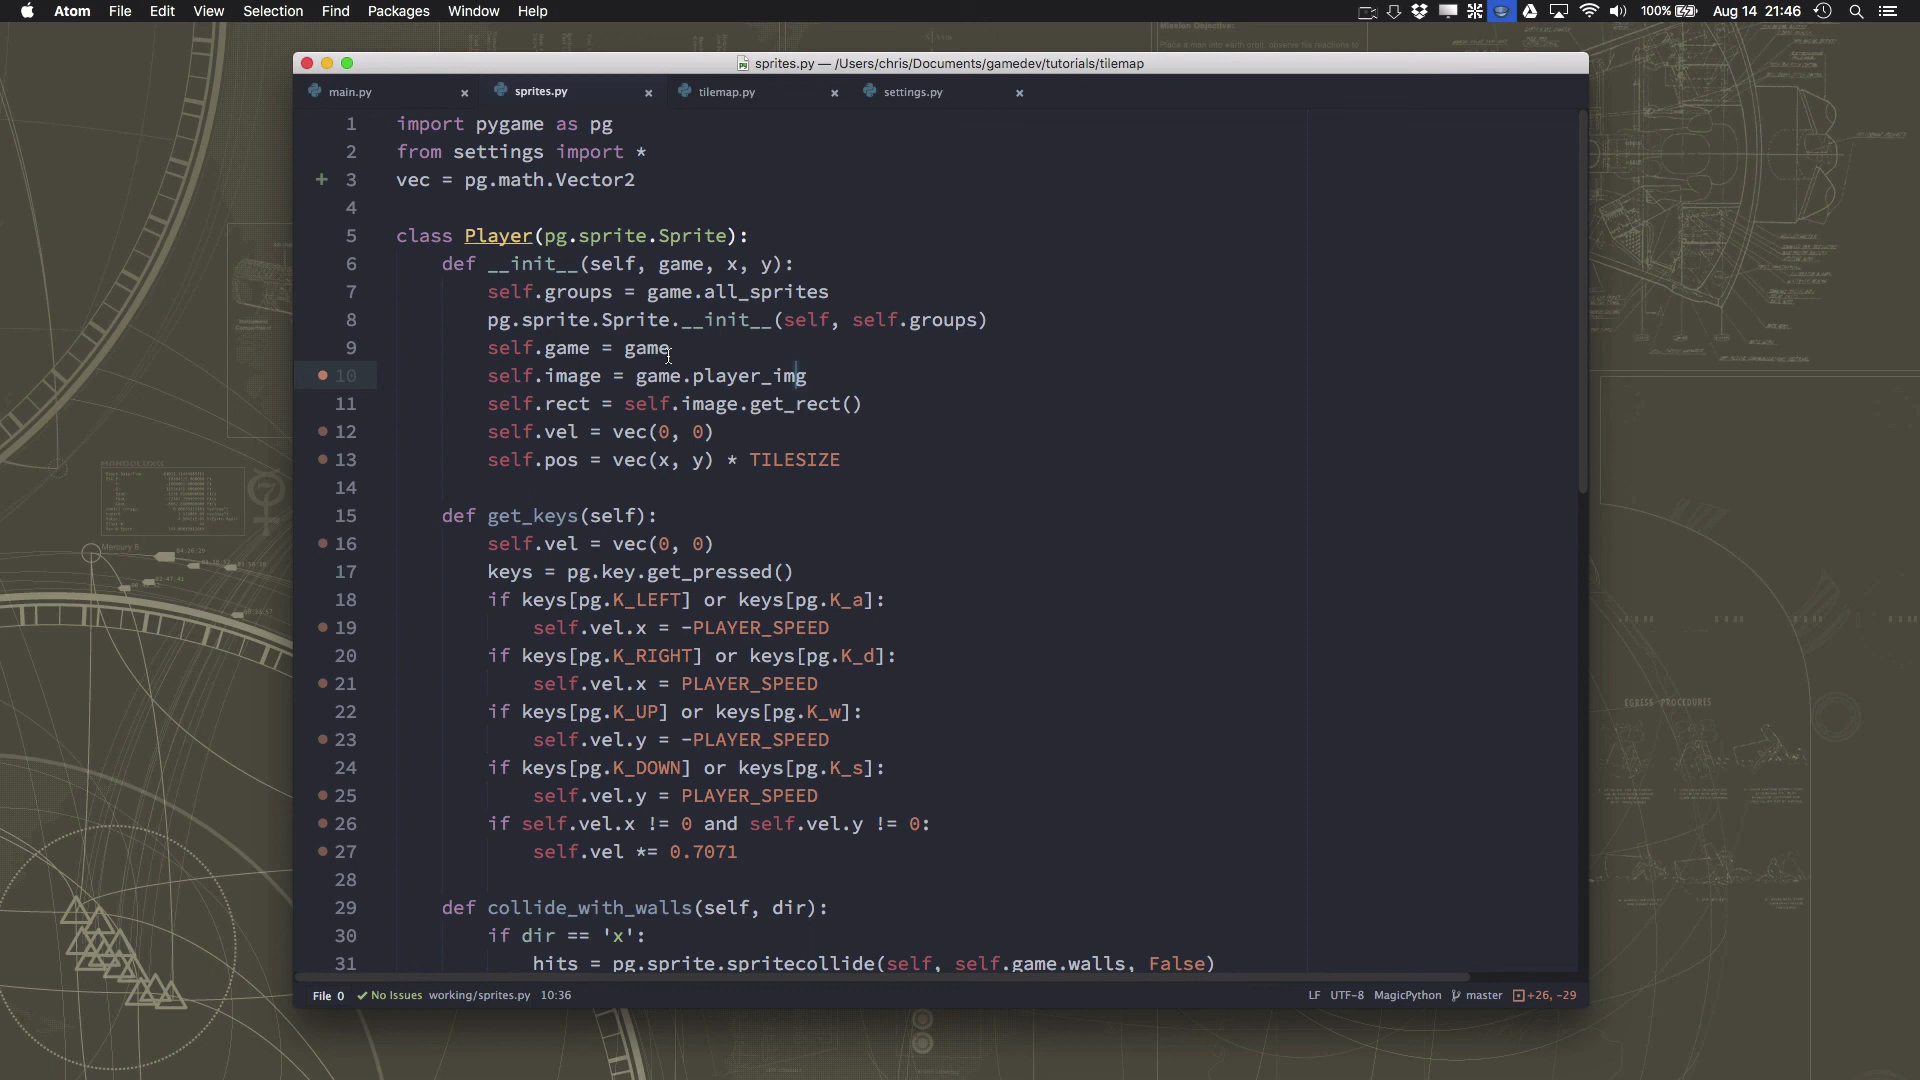 Atom File Edit View Selection Find Packages Window Help 100% Aug 14 21:46
sprites.py — /Users/chris/Documents/gamedev/tutorials/tilemap
main.py × sprites.py × tilemap.py × settings.py ×
1 import pygame as pg
2 from settings import *
+ 3 vec = pg.math.Vector2
4
5 class Player(pg.sprite.Sprite):
6 def __init__(self, game, x, y):
7 self.groups = game.all_sprites
8 pg.sprite.Sprite.__init__(self, self.groups)
9 self.game = game
10 self.image = game.player_img
11 self.rect = self.image.get_rect()
12 self.vel = vec(0, 0)
13 self.pos = vec(x, y) * TILESIZE
14
15 def get_keys(self):
16 self.vel = vec(0, 0)
17 keys = pg.key.get_pressed()
18 if keys[pg.K_LEFT] or keys[pg.K_a]:
19 self.vel.x = -PLAYER_SPEED
20 if keys[pg.K_RIGHT] or keys[pg.K_d]:
21 self.vel.x = PLAYER_SPEED
22 if keys[pg.K_UP] or keys[pg.K_w]:
23 self.vel.y = -PLAYER_SPEED
24 if keys[pg.K_DOWN] or keys[pg.K_s]:
25 self.vel.y = PLAYER_SPEED
26 if self.vel.x != 0 and self.vel.y != 0:
27 self.vel *= 0.7071
28
29 def collide_with_walls(self, dir):
30 if dir == 'x':
31 hits = pg.sprite.spritecollide(self, self.game.walls, False)
File 0 ✓ No Issues working/sprites.py 10:36 LF UTF-8 MagicPython master +26, -29
Mission Objective:
Mercury 6
EGRESS PROCEDURES